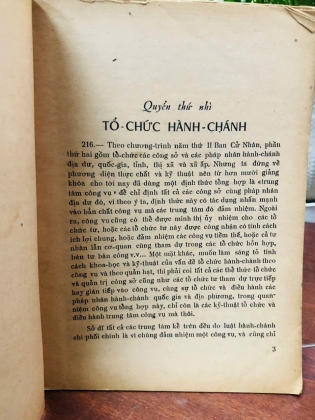 Quyển thứ nhì
TỔ-CHỨC HÀNH-CHÁNH
216.— Theo chương-trình năm thứ II Ban Cử Nhân, phần
thứ hai gồm tổ-chức các công sở và các pháp nhân hành-chánh
địa dư, quốc-gia, tỉnh, thị xã và xã ấp. Nhưng ta đứng về
phương diện thực chất và kỹ thuật nên từ hơn mười giảng
khóa cho tới nay đã dùng một định thức tổng hợp là «trung
tâm công vụ» để chỉ định tất cả các công sở cùng pháp nhân
địa dư đó, vì theo ý ta, định thức này có tác dụng nhấn mạnh
vào bản chất công vụ mà các trung tâm đó đảm nhiệm. Ngoài
ra, công vụ cũng có thể được minh thị ủy nhiệm cho các tổ
chức tư, hoặc các tổ chức tư này được công nhận có tính cách
ích lợi chung, hoặc đảm nhiệm các công vụ tiền thể, hoặc cả tư
nhân lẫn cơ-quan cùng tham dự trong các tổ chức hỗn hợp,
bán tư bán công v.v... Một mặt khác, muốn làm sáng tỏ tính
cách khoa-học và kỹ-thuật của vấn đề tổ chức hành-chánh theo
công vụ và theo quản hạt, thì phải coi tất cả các thể thức tổ chức
và quản trị công sở cũng như các tổ chức tư tham dự trực tiếp
hay gián tiếp vào công vụ, cùng sự tổ chức và điều hành các
pháp nhân hành-chánh quốc gia và địa phương, trong quan-
niệm công vụ tổng hợp này, chỉ còn là các kỹ thuật tổ chức và
điều hành trung tâm công vụ mà thôi.
Sở dĩ tất cả các trung tâm kể trên đều do luật hành-chánh
chi phối chính là vì chúng đảm nhiệm một công vụ, và cũng chỉ
3